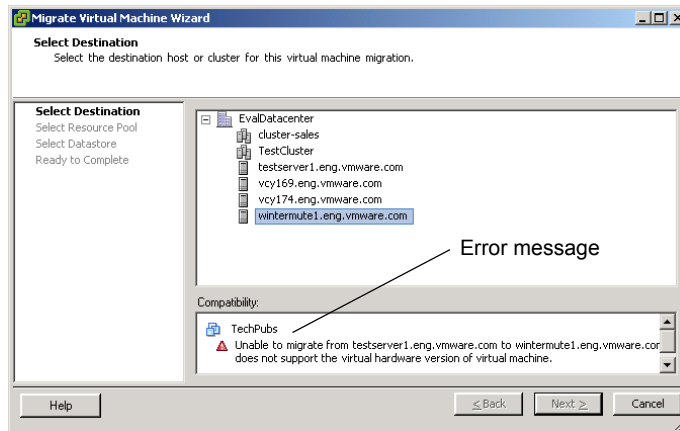 Migrate Virtual Machine Wizard
Select Destination
Select the destination host or cluster for this virtual machine migration.
Select Destination
Select Resource Pool
Select Datastore
Ready to Complete
EvalDatacenter
cluster-sales
TestCluster
testserver1.eng.vmware.com
vcy169.eng.vmware.com
vcy174.eng.vmware.com
wintermute1.eng.vmware.com
Error message
Compatibility:
TechPubs
Unable to migrate from testserver1.eng.vmware.com to wintermute1.eng.vmware.cor
does not support the virtual hardware version of virtual machine.
Help
< Back
Next >
Cancel